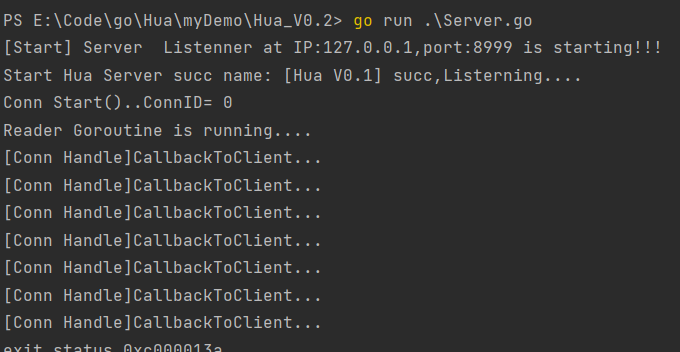 PS E:\Code\go\Hua\myDemo\Hua_V0.2> go run .\Server.go
[Start] Server  Listenner at IP:127.0.0.1,port:8999 is starting!!!
Start Hua Server succ name: [Hua V0.1] succ,Listerning....
Conn Start()..ConnID= 0
Reader Goroutine is running....
[Conn Handle]CallbackToClient...
[Conn Handle]CallbackToClient...
[Conn Handle]CallbackToClient...
[Conn Handle]CallbackToClient...
[Conn Handle]CallbackToClient...
[Conn Handle]CallbackToClient...
[Conn Handle]CallbackToClient...
exit status 0xc000013a